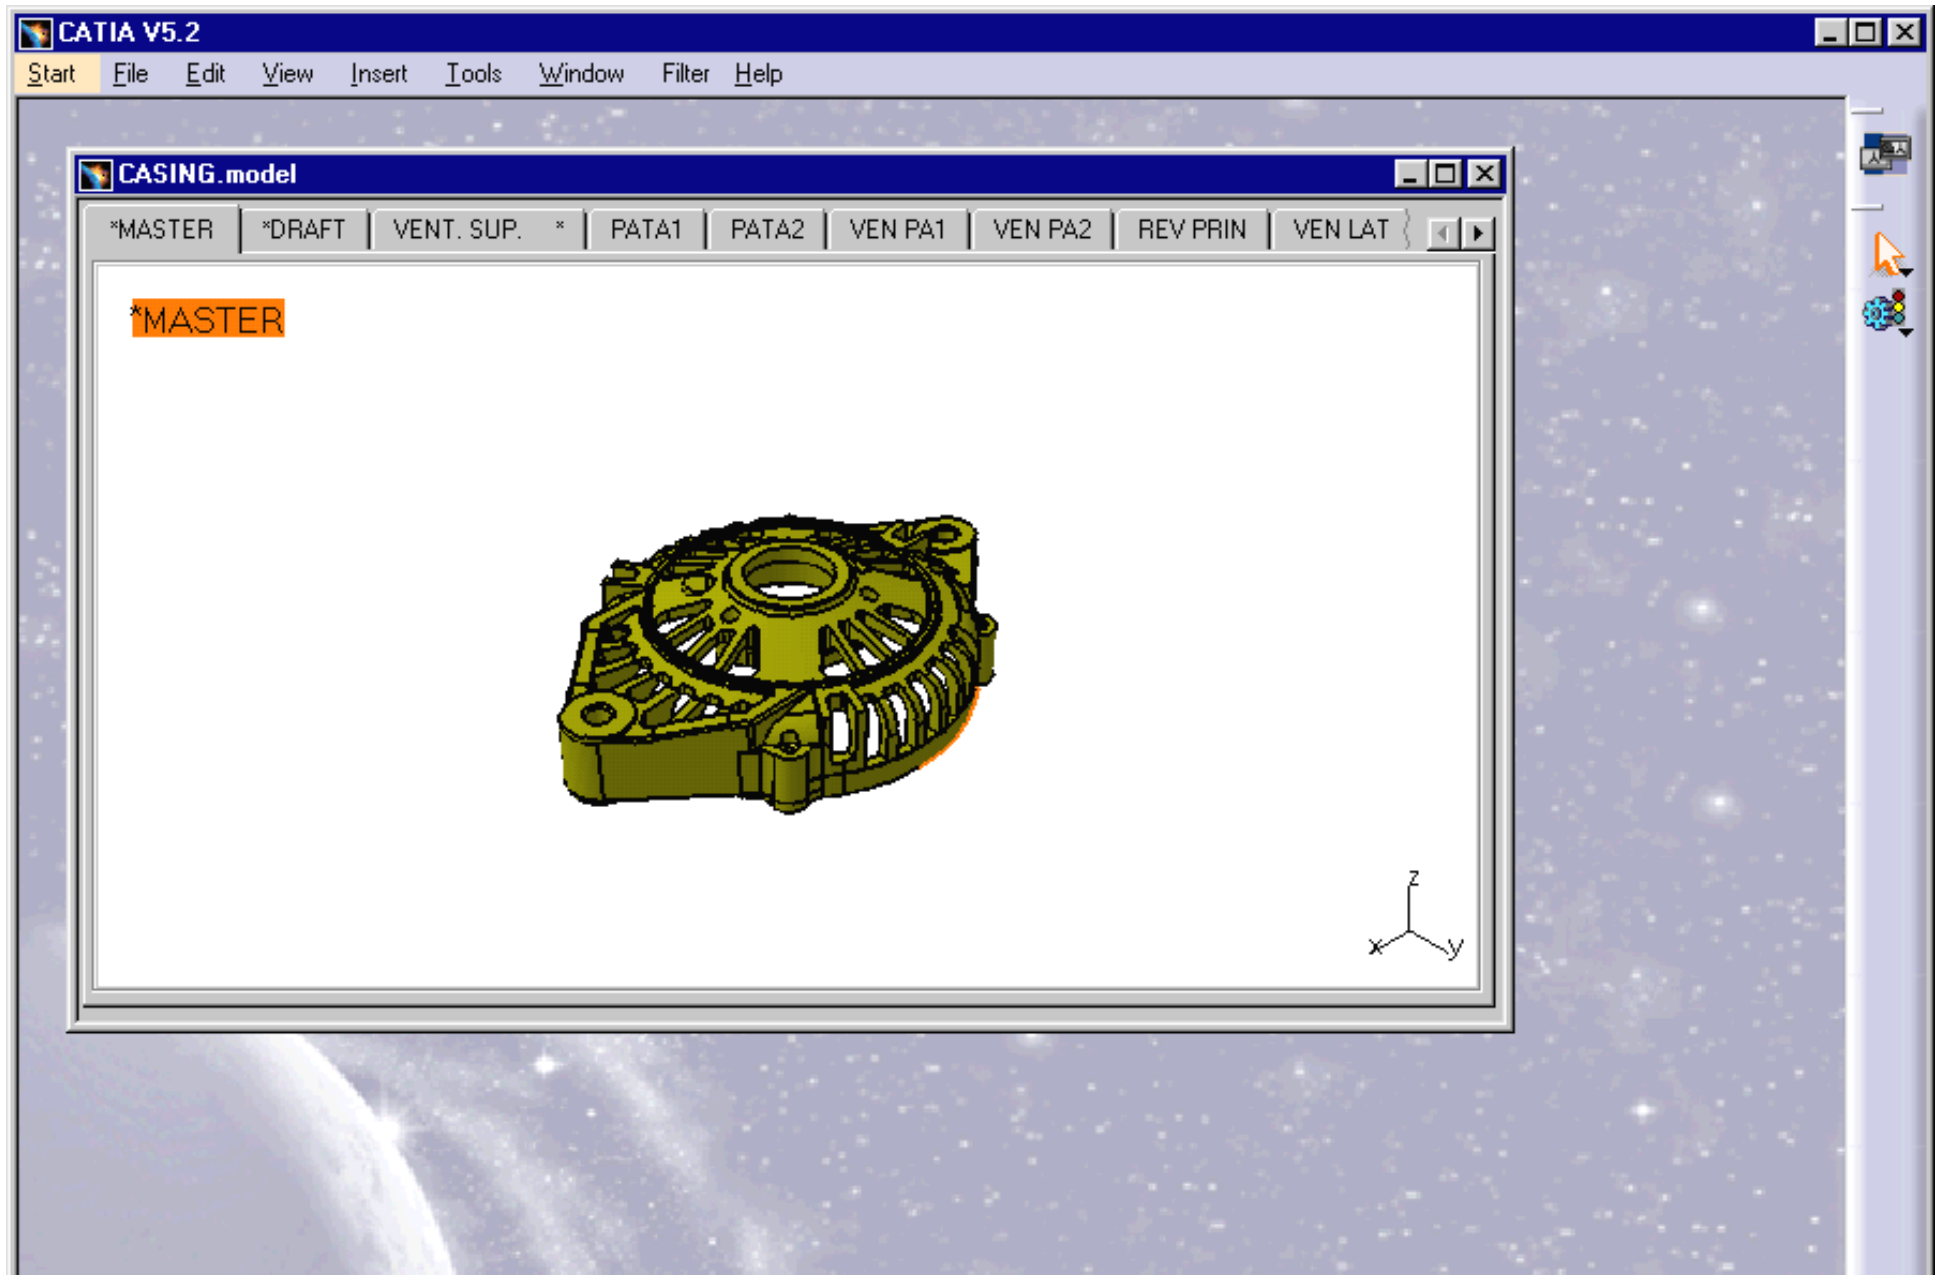 CATIA V5.2
Start File Edit View Insert Tools Window Filter Help
CASING.model
*MASTER *DRAFT VENT. SUP. * PATA1 PATA2 VEN PA1 VEN PA2 REV PRIN VEN LAT
*MASTER
z
x y